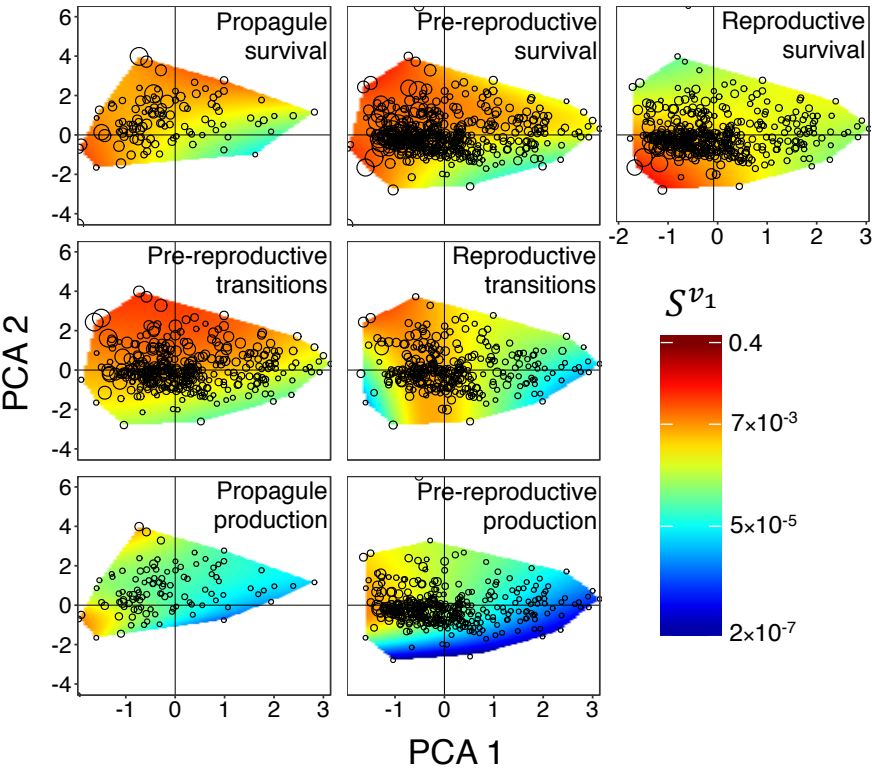 6
4
2
0
-2
-4
Propagule
survival
Pre-reproductive
survival
Reproductive
survival
-2 -1 0 1 2 3
6
4
2
0
-2
-4
Pre-reproductive
transitions
Reproductive
transitions
PCA 2
6
4
2
0
-2
-4
Propagule
production
Pre-reproductive
production
-1 0 1 2 3
-1 0 1 2 3
PCA 1
S^{v_1}
0.4
7×10^{-3}
5×10^{-5}
2×10^{-7}